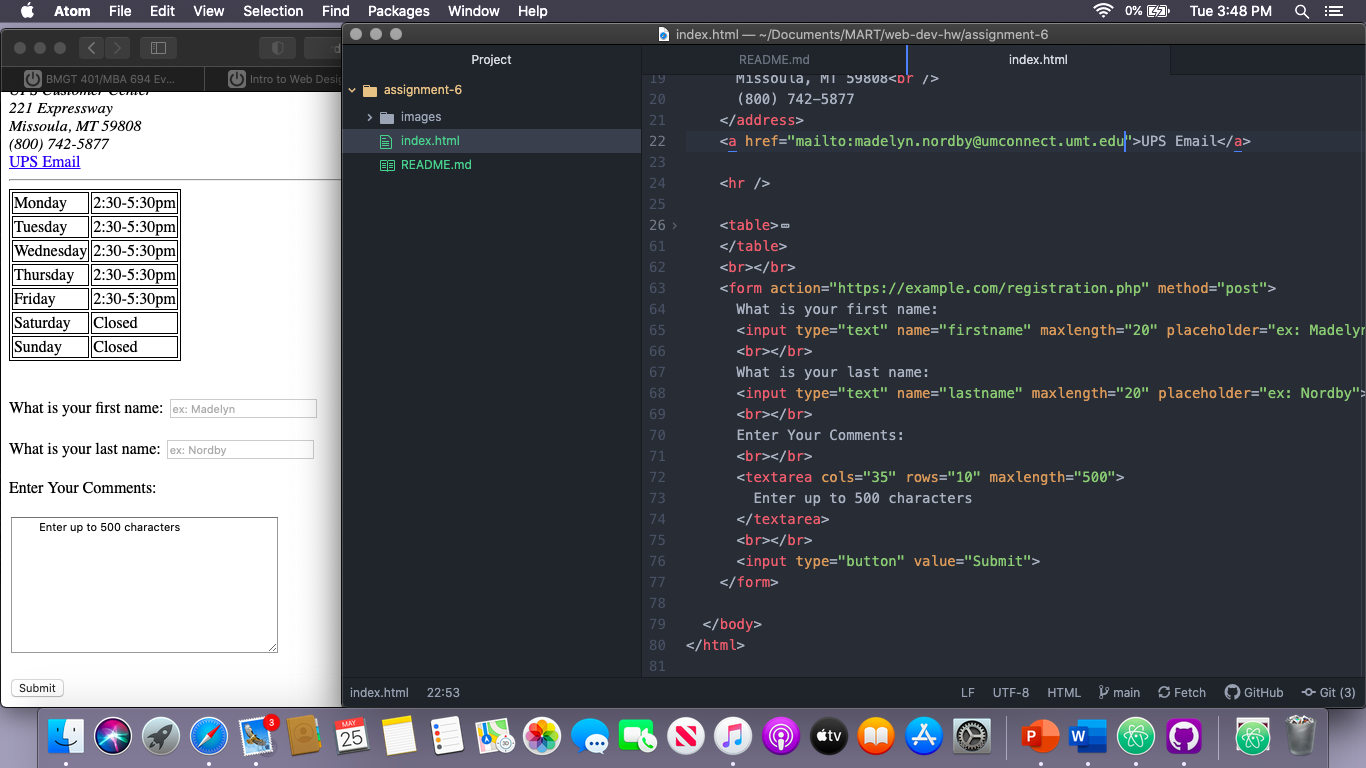 Atom File Edit View Selection Find Packages Window Help 0% Tue 3:48 PM
index.html — ~/Documents/MART/web-dev-hw/assignment-6
BMGT 401/MBA 694 Ev... Intro to Web Desig
UPS Customer Center
221 Expressway
Missoula, MT 59808
(800) 742-5877
UPS Email
Monday 2:30-5:30pm
Tuesday 2:30-5:30pm
Wednesday 2:30-5:30pm
Thursday 2:30-5:30pm
Friday 2:30-5:30pm
Saturday Closed
Sunday Closed
What is your first name: ex: Madelyn
What is your last name: ex: Nordby
Enter Your Comments:
Enter up to 500 characters
Submit
Project
assignment-6
images
index.html
README.md
README.md index.html
19 Missoula, MT 59808<br />
20 (800) 742-5877
21 </address>
22 <a href="mailto:madelyn.nordby@umconnect.umt.edu">UPS Email</a>
23
24 <hr />
25
26 <table>
61 </table>
62 <br></br>
63 <form action="https://example.com/registration.php" method="post">
64 What is your first name:
65 <input type="text" name="firstname" maxlength="20" placeholder="ex: Madelyn
66 <br></br>
67 What is your last name:
68 <input type="text" name="lastname" maxlength="20" placeholder="ex: Nordby">
69 <br></br>
70 Enter Your Comments:
71 <br></br>
72 <textarea cols="35" rows="10" maxlength="500">
73 Enter up to 500 characters
74 </textarea>
75 <br></br>
76 <input type="button" value="Submit">
77 </form>
78
79 </body>
80 </html>
81
index.html 22:53 LF UTF-8 HTML main Fetch GitHub Git (3)
3
MAY
25
tv
P
W